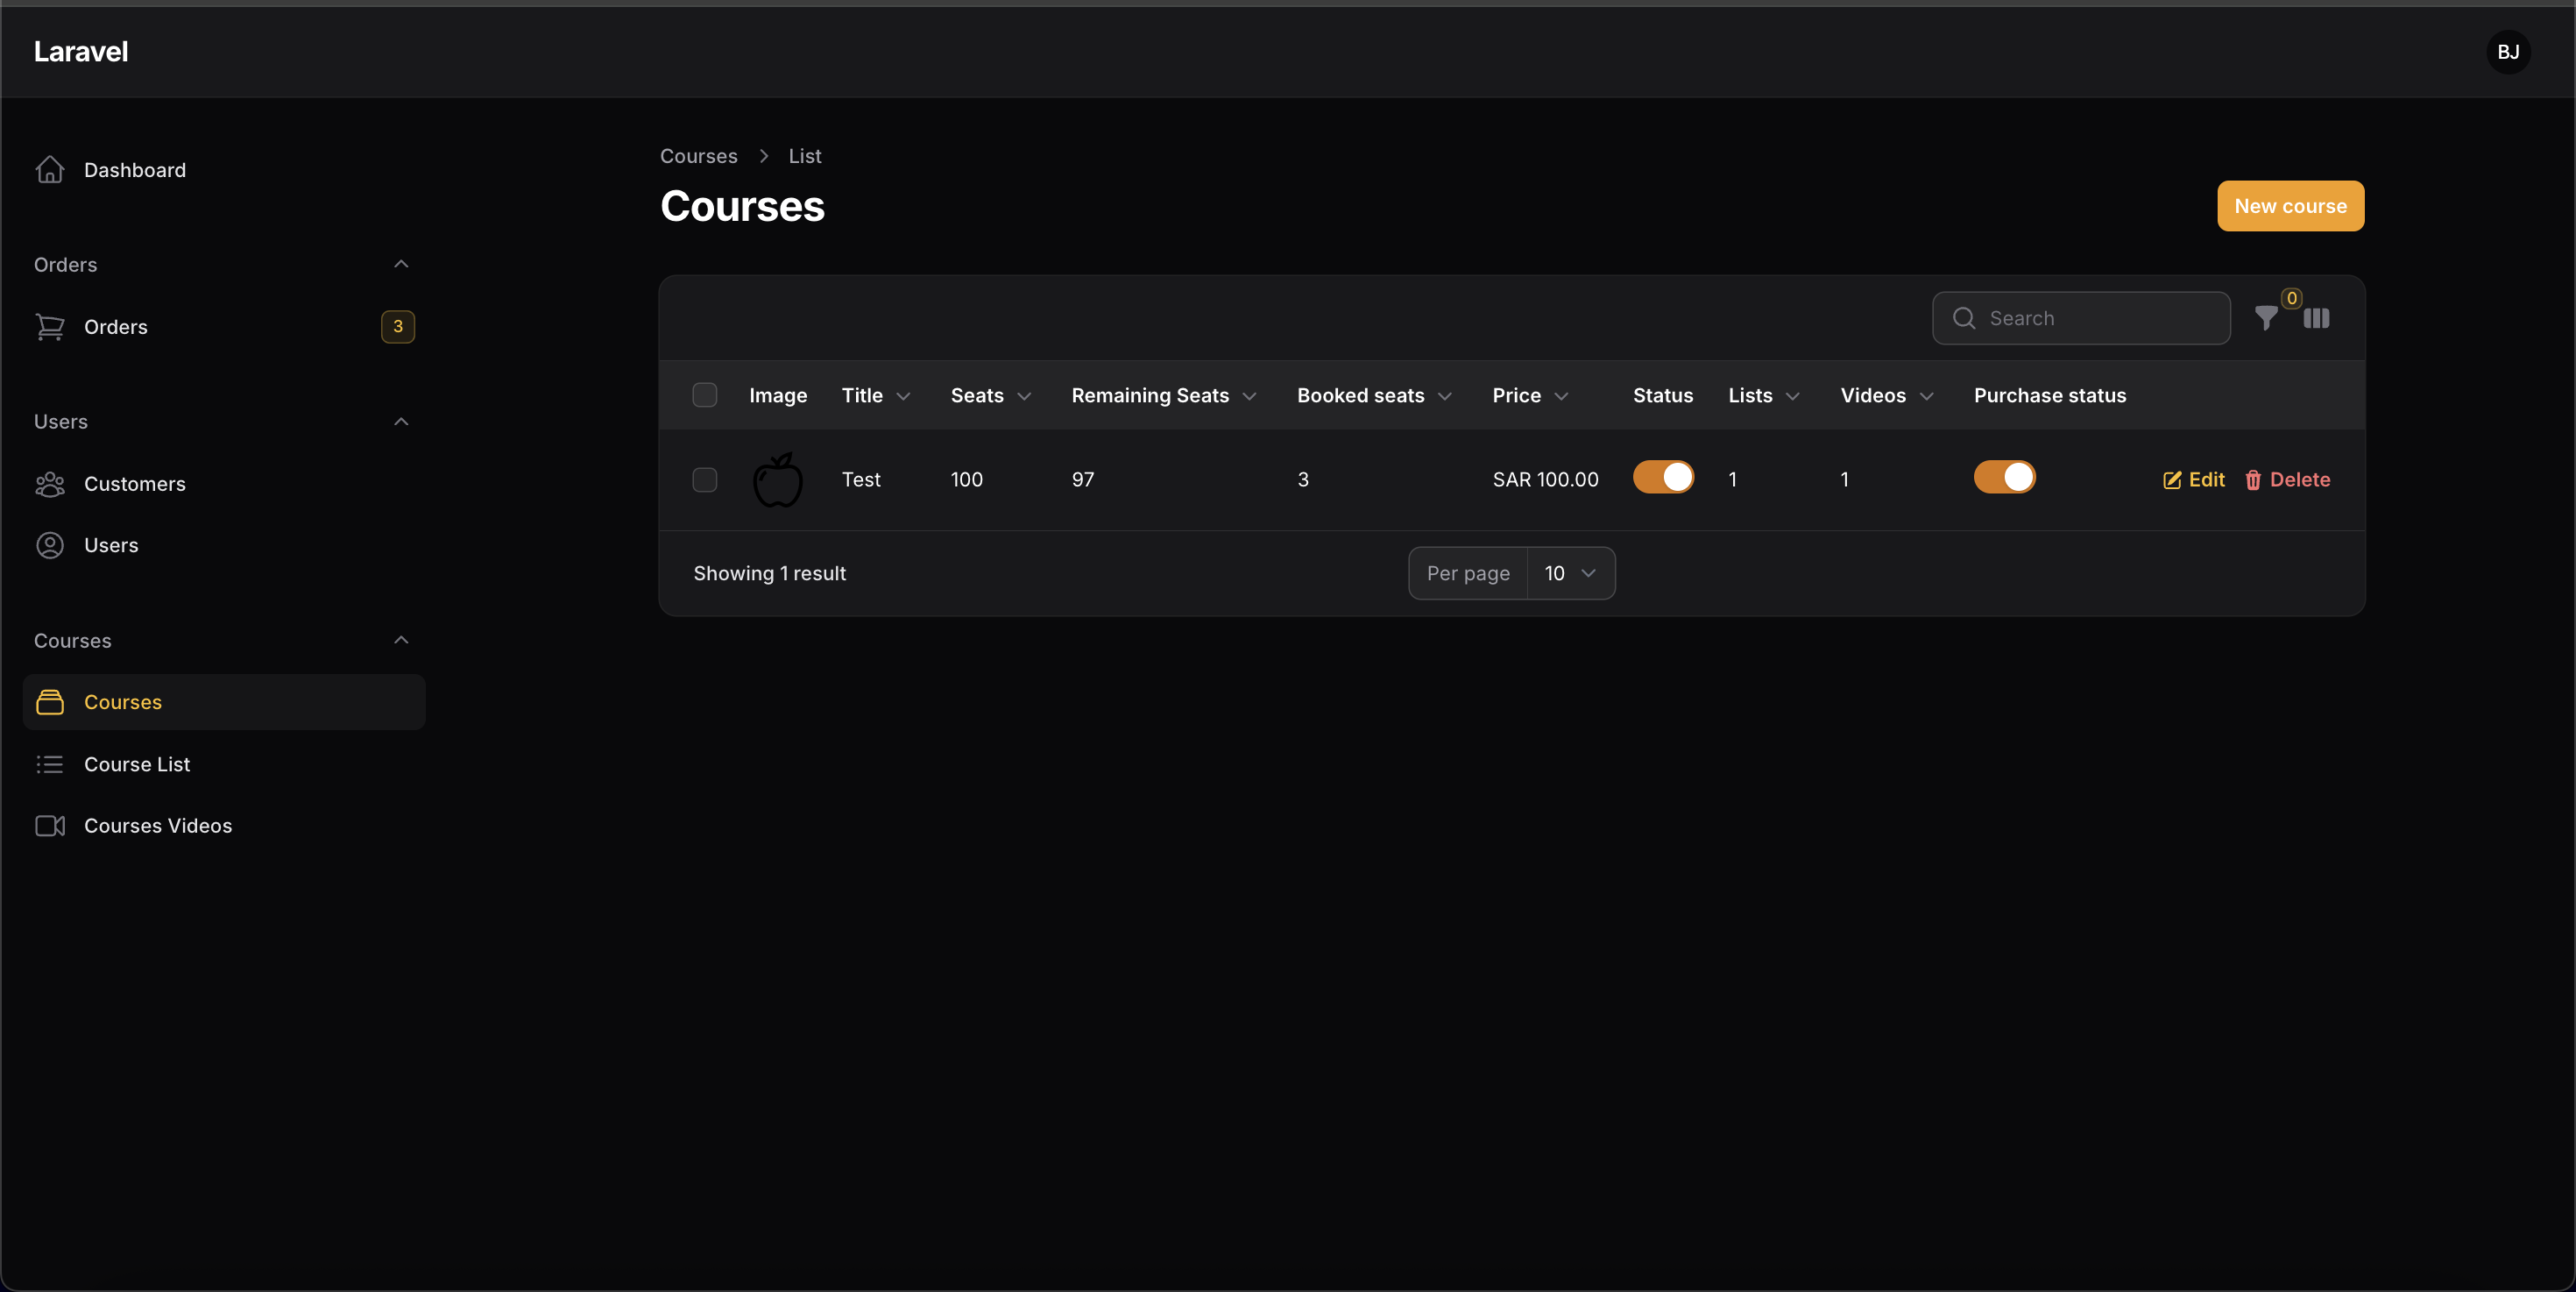 Laravel
BJ
Dashboard
Orders
Orders 3
Users
Customers
Users
Courses
Courses
Course List
Courses Videos
Courses > List
Courses
New course
Search
0
Image Title Seats Remaining Seats Booked seats Price Status Lists Videos Purchase status
Test 100 97 3 SAR 100.00 1 1 Edit Delete
Showing 1 result
Per page 10